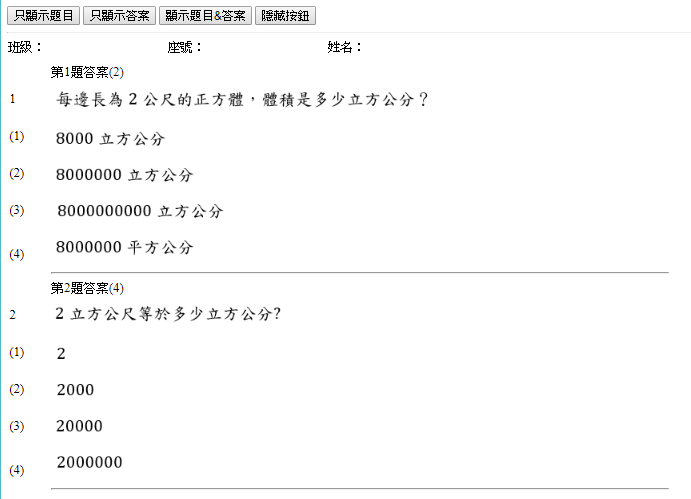 只顯示題目 只顯示答案 顯示題目&答案 隱藏按鈕
班級： 座號： 姓名：
第1題答案(2)
1 每邊長為 2 公尺的正方體，體積是多少立方公分？
(1) 8000 立方公分
(2) 8000000 立方公分
(3) 8000000000 立方公分
(4) 8000000 平方公分
第2題答案(4)
2 2 立方公尺等於多少立方公分?
(1) 2
(2) 2000
(3) 20000
(4) 2000000